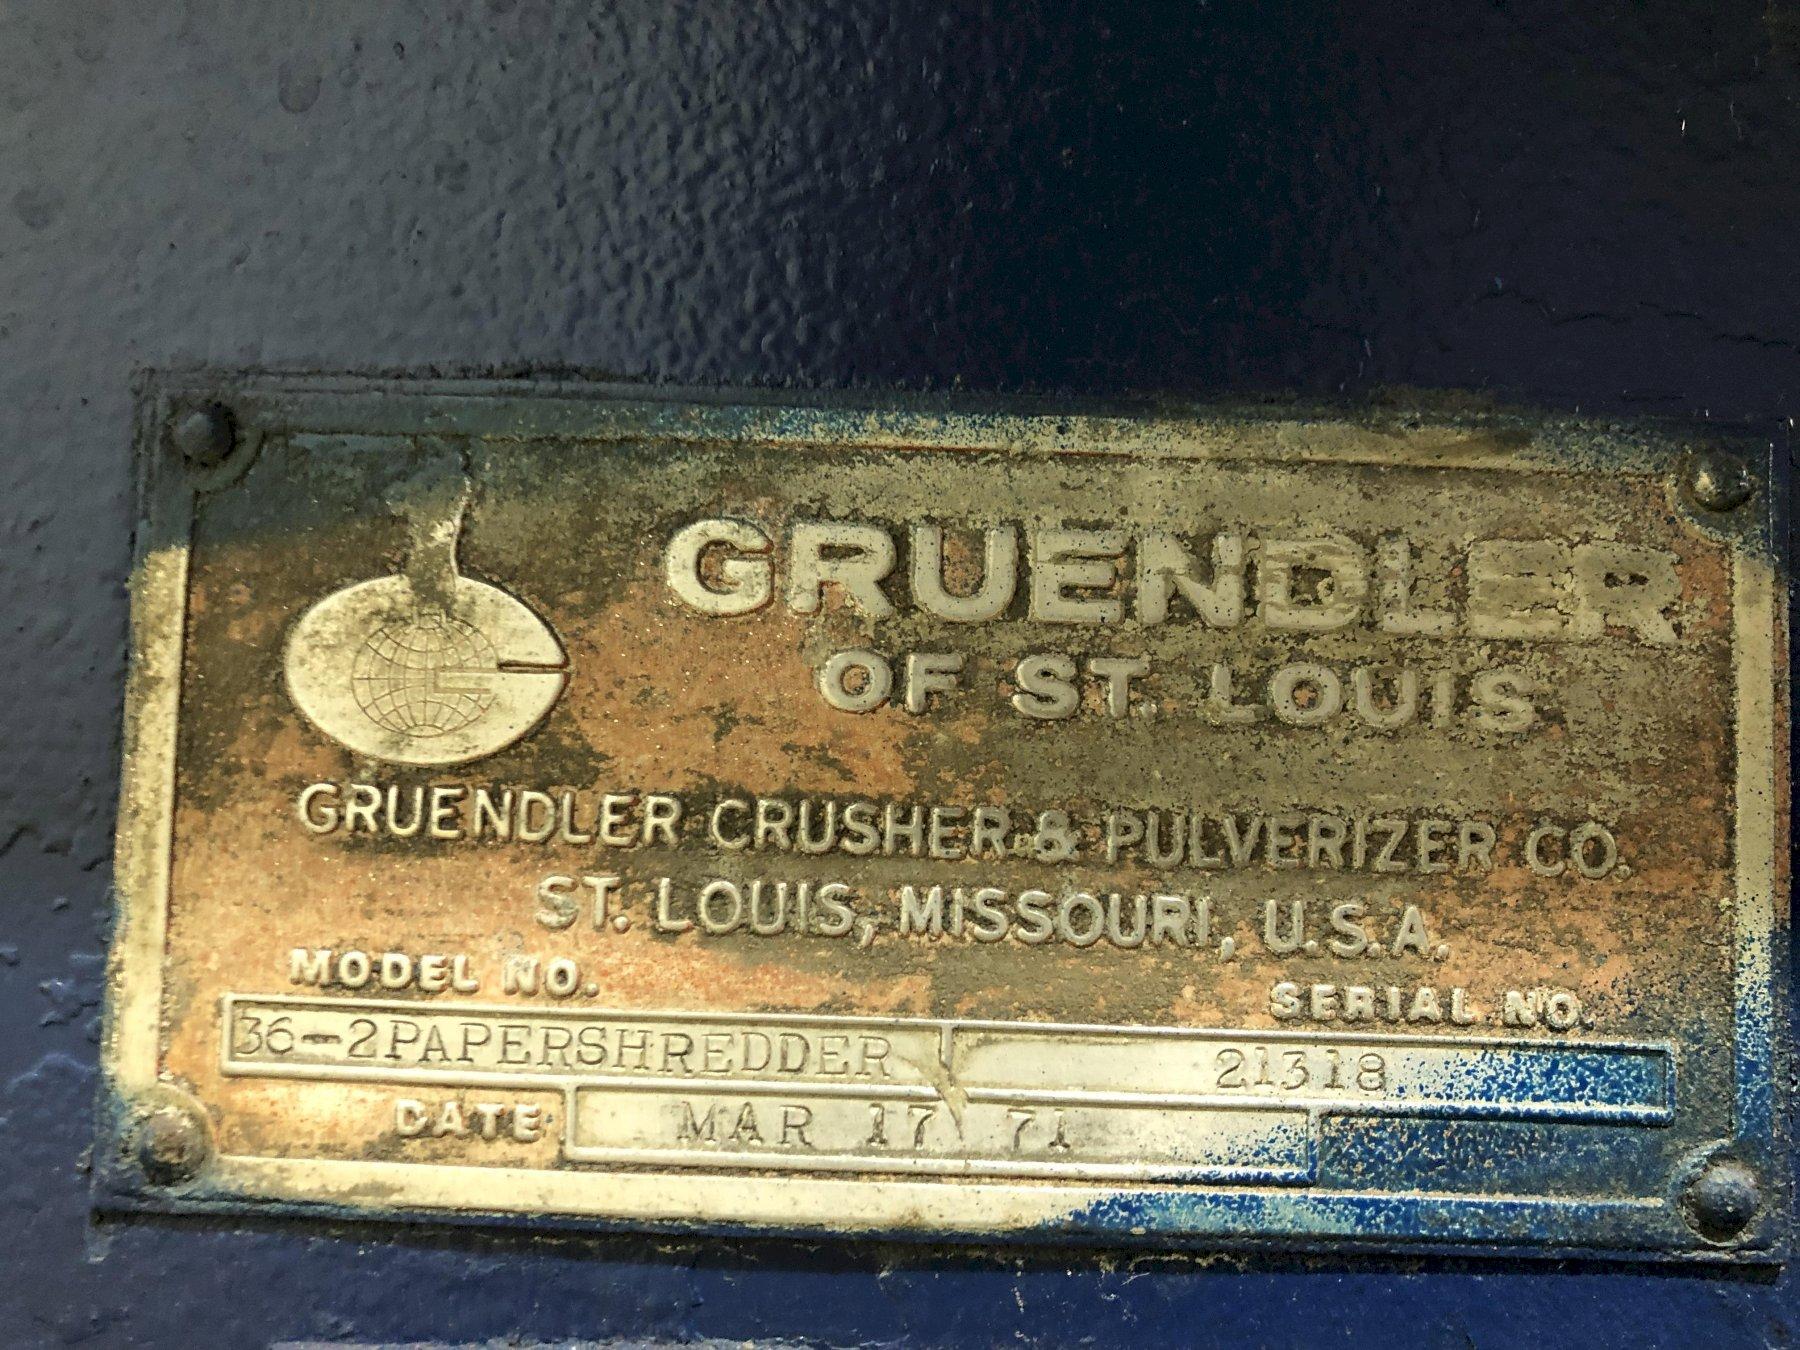 GRUENDLER
OF ST. LOUIS
GRUENDLER CRUSHER & PULVERIZER CO.
ST. LOUIS, MISSOURI, U.S.A.
MODEL NO. SERIAL NO.
36-2PAPERSHREDDER 21318
DATE MAR 17 71